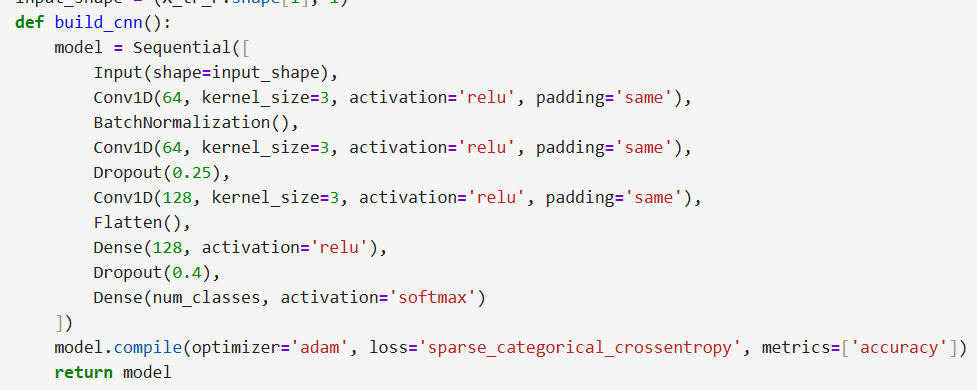 def build_cnn():
    model = Sequential([
        Input(shape=input_shape),
        Conv1D(64, kernel_size=3, activation='relu', padding='same'),
        BatchNormalization(),
        Conv1D(64, kernel_size=3, activation='relu', padding='same'),
        Dropout(0.25),
        Conv1D(128, kernel_size=3, activation='relu', padding='same'),
        Flatten(),
        Dense(128, activation='relu'),
        Dropout(0.4),
        Dense(num_classes, activation='softmax')
    ])
    model.compile(optimizer='adam', loss='sparse_categorical_crossentropy', metrics=['accuracy'])
    return model